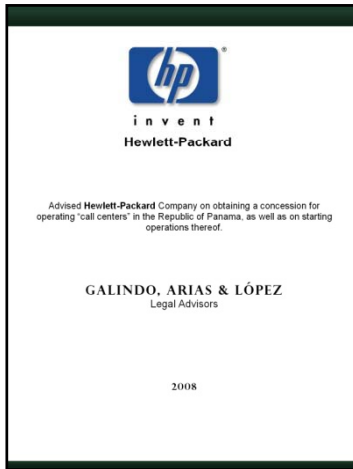 hp
®
invent
Hewlett-Packard
Advised Hewlett-Packard Company on obtaining a concession for
operating "call centers" in the Republic of Panama, as well as on starting
operations thereof.
GALINDO, ARIAS & LÓPEZ
Legal Advisors
2008